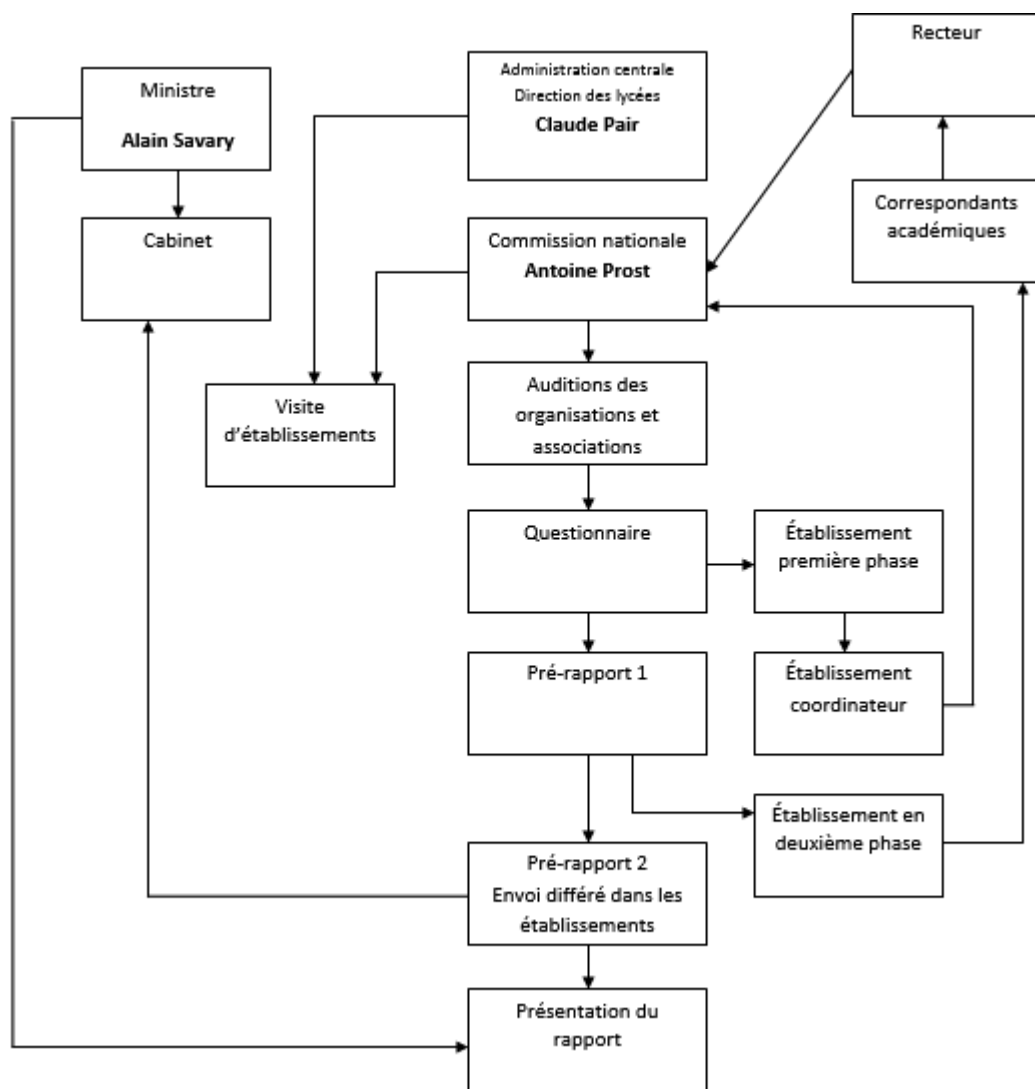 Recteur
Ministre
Alain Savary
Administration centrale
Direction des lycées
Claude Pair
Correspondants
académiques
Cabinet
Commission nationale
Antoine Prost
Visite
d'établissements
Auditions des
organisations et
associations
Questionnaire
Établissement
première phase
Pré-rapport 1
Établissement
coordinateur
Établissement en
deuxième phase
Pré-rapport 2
Envoi différé dans les
établissements
Présentation du
rapport